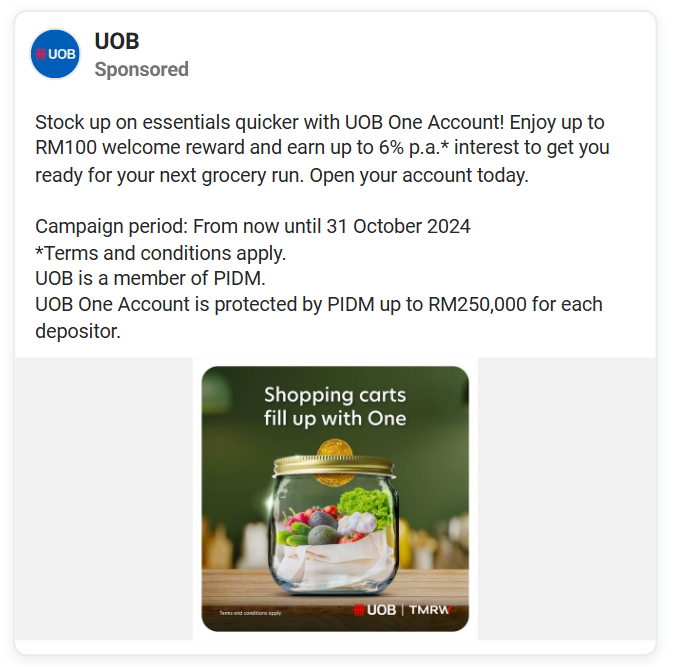 UOB
UOB
Sponsored
Stock up on essentials quicker with UOB One Account! Enjoy up to
RM100 welcome reward and earn up to 6% p.a.* interest to get you
ready for your next grocery run. Open your account today.
Campaign period: From now until 31 October 2024
*Terms and conditions apply.
UOB is a member of PIDM.
UOB One Account is protected by PIDM up to RM250,000 for each
depositor.
Shopping carts
fill up with One
Terms and conditions apply.
UOB | TMRW